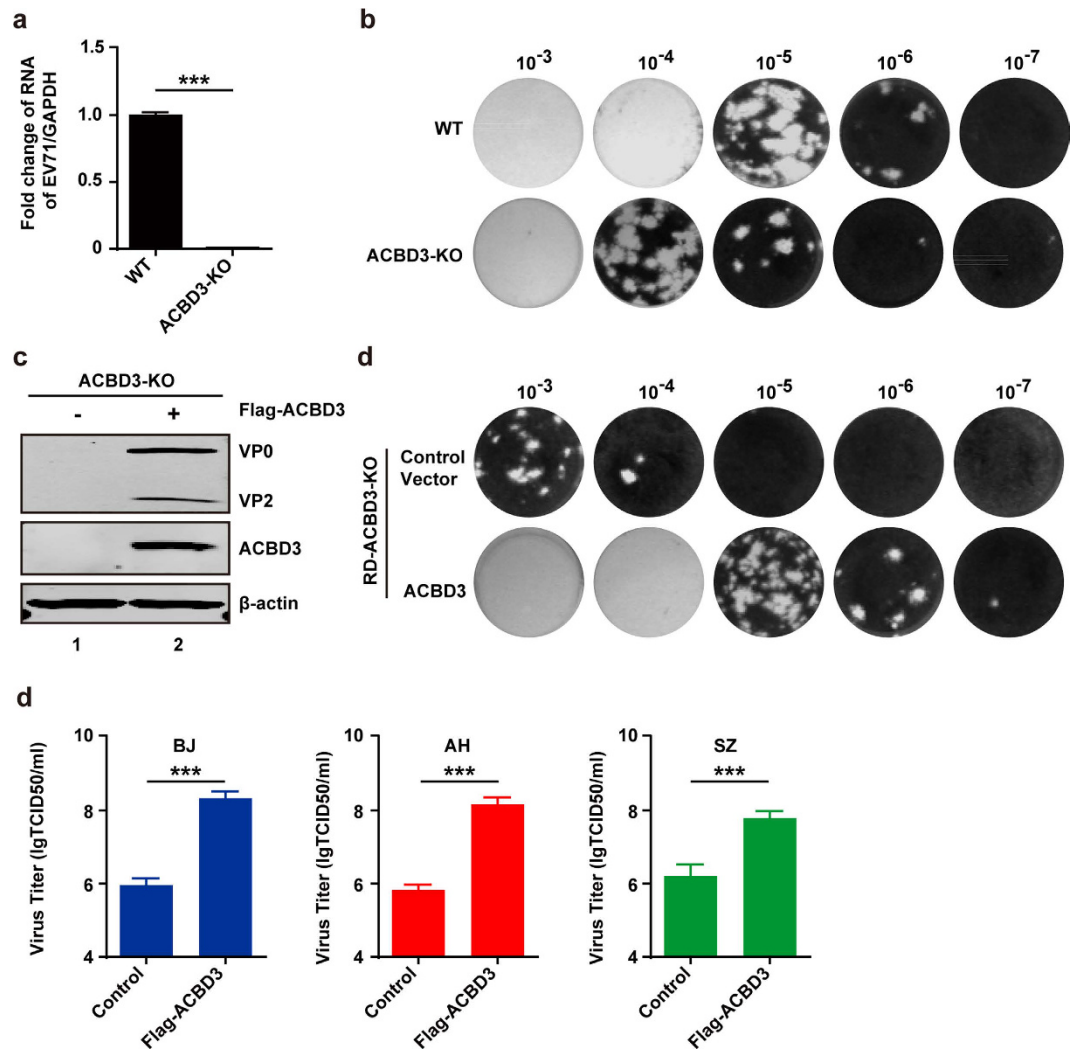 a
Fold change of RNA
of EV71/GAPDH
1.5
1.0
0.5
0
***
WT
ACBD3-KO
b
10-3 10-4 10-5 10-6 10-7
WT
ACBD3-KO
c
ACBD3-KO
- + Flag-ACBD3
VP0
VP2
ACBD3
β-actin
1 2
d
10-3 10-4 10-5 10-6 10-7
RD-ACBD3-KO
Control
Vector
ACBD3
d
Virus Titer (lgTCID50/ml)
10
8
6
4
BJ
***
Control
Flag-ACBD3
Virus Titer (lgTCID50/ml)
10
8
6
4
AH
***
Control
Flag-ACBD3
Virus Titer (lgTCID50/ml)
10
8
6
4
SZ
***
Control
Flag-ACBD3